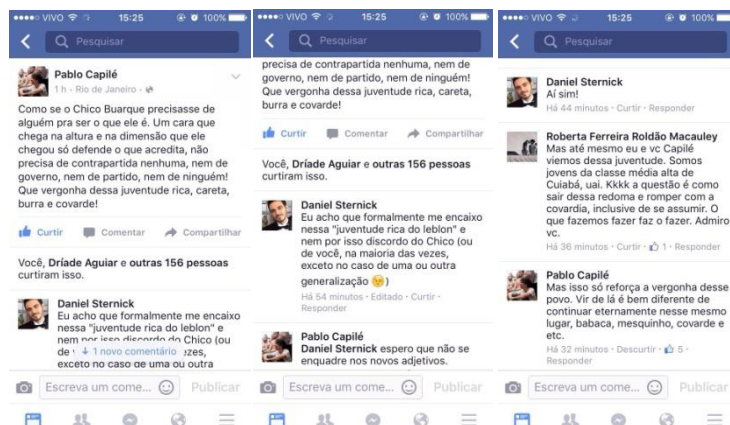 VIVO 15:25 100%
Pesquisar
Pablo Capilé
1 h · Rio de Janeiro ·
Como se o Chico Buarque precisasse de
alguém pra ser o que ele é. Um cara que
chega na altura e na dimensão que ele
chegou só defende o que acredita, não
precisa de contrapartida nenhuma, nem de
governo, nem de partido, nem de ninguém!
Que vergonha dessa juventude rica, careta,
burra e covarde!
Curtir Comentar Compartilhar
Você, Dríade Aguiar e outras 156 pessoas
curtiram isso.
Daniel Sternick
Eu acho que formalmente me encaixo
nessa "juventude rica do leblon" e
nem por isso discordo do Chico (ou
de v
↓ 1 novo comentário
ezes,
exceto no caso de uma ou outra
Escreva um come... Publicar
VIVO 15:25 100%
Pesquisar
precisa de contrapartida nenhuma, nem de
governo, nem de partido, nem de ninguém!
Que vergonha dessa juventude rica, careta,
burra e covarde!
Curtir Comentar Compartilhar
Você, Dríade Aguiar e outras 156 pessoas
curtiram isso.
Daniel Sternick
Eu acho que formalmente me encaixo
nessa "juventude rica do leblon" e
nem por isso discordo do Chico (ou
de você, na maioria das vezes,
exceto no caso de uma ou outra
generalização 😉)
Há 54 minutos · Editado · Curtir ·
Responder
Pablo Capilé
Daniel Sternick espero que não se
enquadre nos novos adjetivos.
Escreva um come... Publicar
VIVO 15:25 100%
Pesquisar
Daniel Sternick
Aí sim!
Há 44 minutos · Curtir · Responder
Roberta Ferreira Roldão Macauley
Mas até mesmo eu e vc Capilé
viemos dessa juventude. Somos
jovens da classe média alta de
Cuiabá, uai. Kkkk a questão é como
sair dessa redoma e romper com a
covardia, inclusive de se assumir. O
que fazemos fazer faz o fazer. Admiro
vc.
Há 36 minutos · Curtir · 1 · Responder
Pablo Capilé
Mas isso só reforça a vergonha desse
povo. Vir de lá é bem diferente de
continuar eternamente nesse mesmo
lugar, babaca, mesquinho, covarde e
etc.
Há 32 minutos · Descurtir · 5 ·
Responder
Escreva um come... Publicar